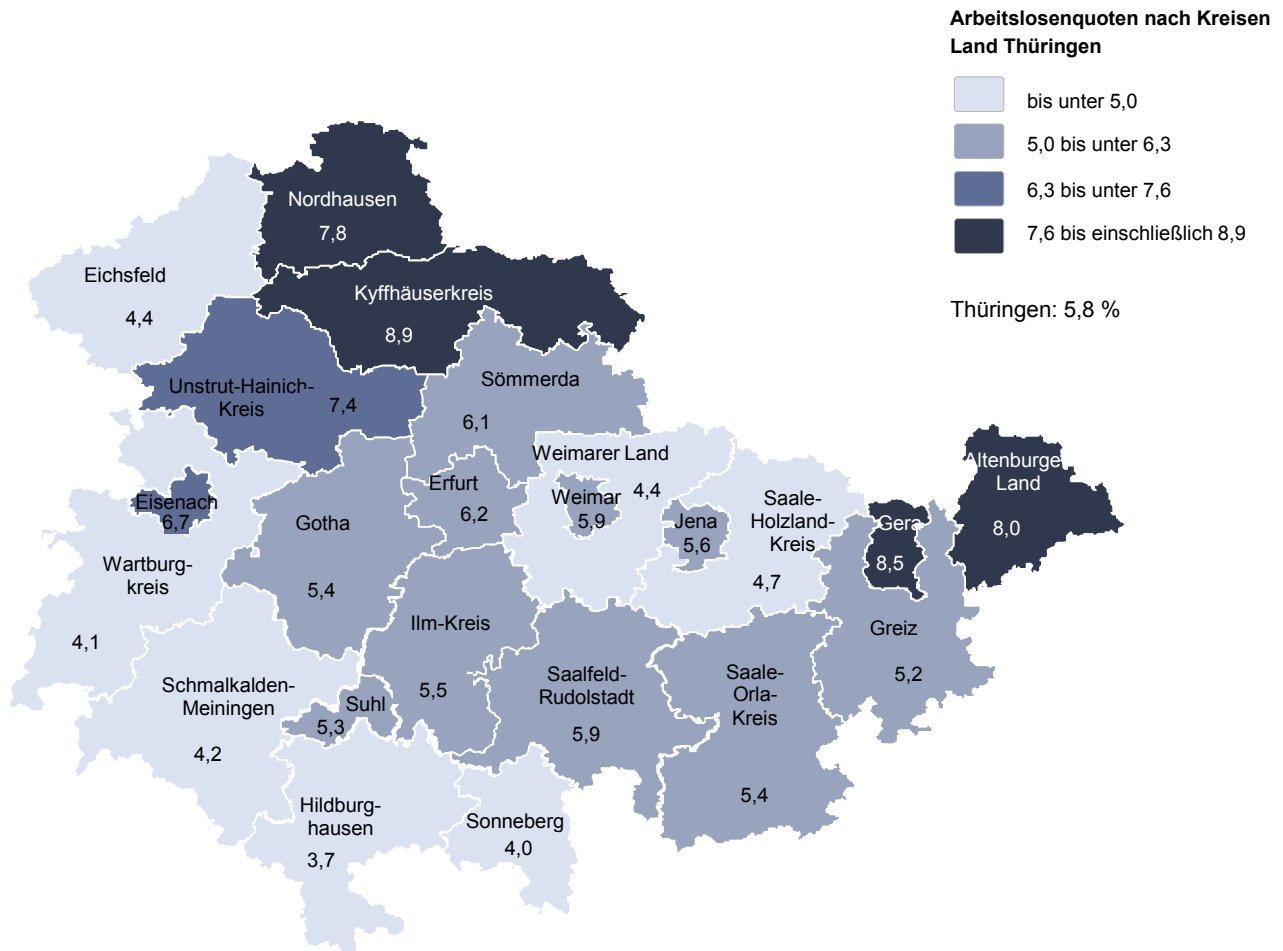 Arbeitslosenquoten nach Kreisen
Land Thüringen
bis unter 5,0
5,0 bis unter 6,3
6,3 bis unter 7,6
7,6 bis einschließlich 8,9
Thüringen: 5,8 %
Nordhausen
7,8
Eichsfeld
4,4
Kyffhäuserkreis
8,9
Unstrut-Hainich-
Kreis
7,4
Sömmerda
6,1
Weimarer Land
4,4
Altenburger
Land
8,0
Eisenach
6,7
Gotha
5,4
Erfurt
6,2
Weimar
5,9
Jena
5,6
Saale-
Holzland-
Kreis
4,7
Gera
8,5
Wartburg-
kreis
4,1
Ilm-Kreis
5,5
Greiz
5,2
Schmalkalden-
Meiningen
4,2
Suhl
5,3
Saalfeld-
Rudolstadt
5,9
Saale-
Orla-
Kreis
5,4
Hildburg-
hausen
3,7
Sonneberg
4,0